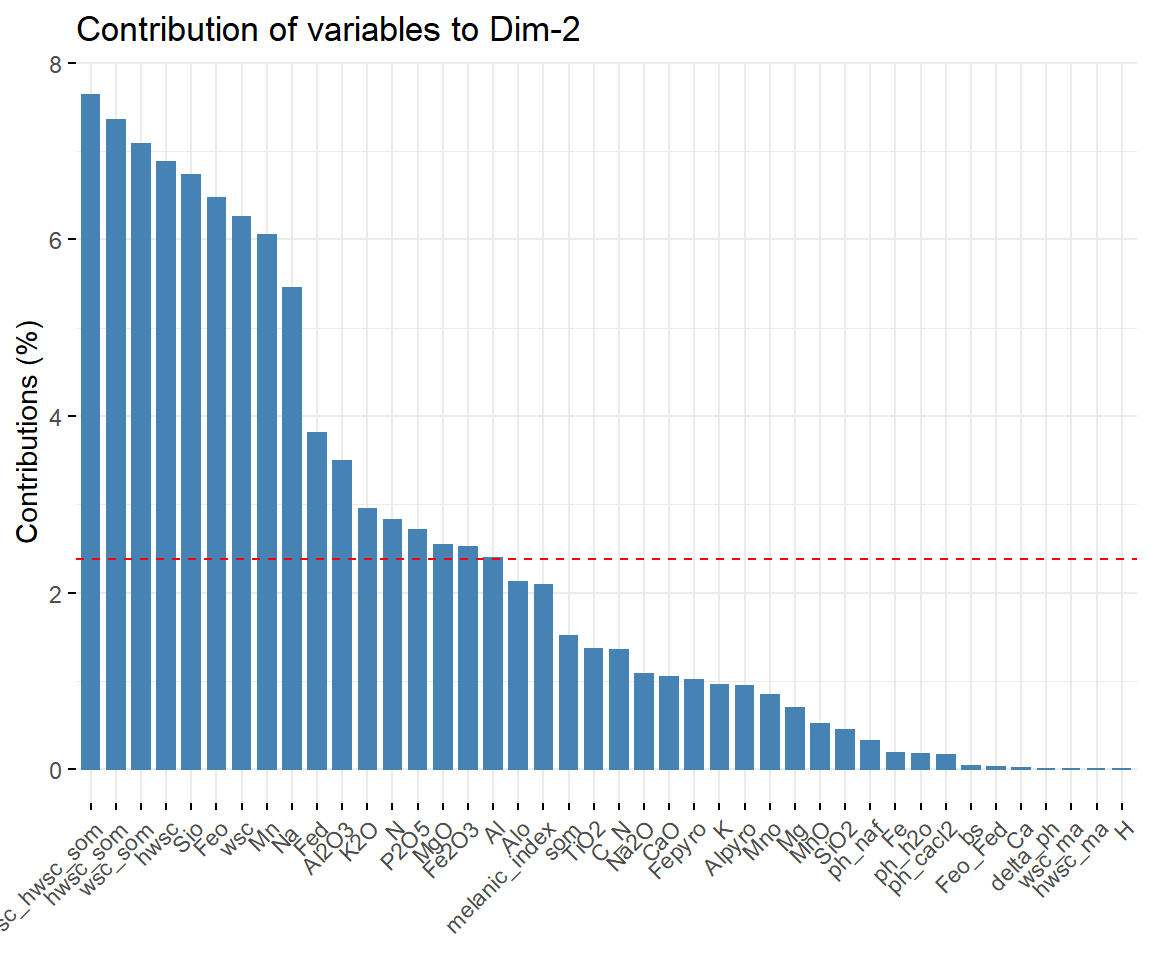 Contribution of variables to Dim-2
Contributions (%)
8
6
4
2
0
sc_hwsc_som
hwsc_som
wsc_som
wsc_hwsc
Sio
Feo
wsc
Mn
Na
Fed
Al2O3
K2O
N
P2O5
MgO
Fe2O3
Al
Alo
melanic_index
som
TiO2
C_N
Na2O
CaO
Fepyro
K
Alpyro
Mno
Mg
MnO
SiO2
ph_naf
Fe
ph_h2o
ph_cacl2
bs
Feo_Fed
Ca
delta_ph
wsc_ma
hwsc_ma
H